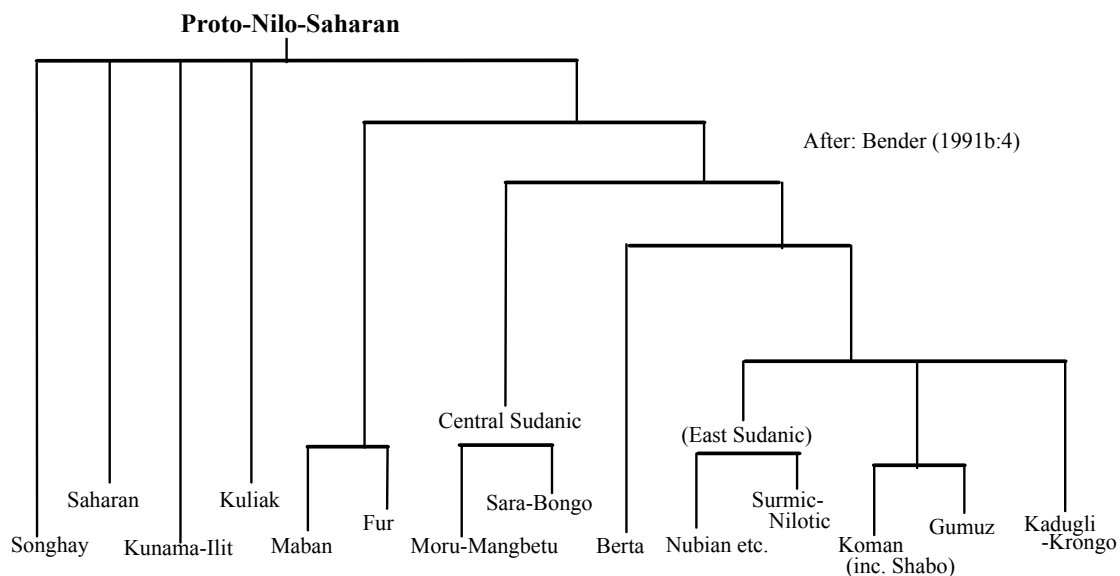 Proto-Nilo-Saharan
After: Bender (1991b:4)
Central Sudanic
(East Sudanic)
Saharan
Kuliak
Fur
Sara-Bongo
Surmic-
Nilotic
Gumuz
Kadugli
-Krongo
Songhay
Kunama-Ilit
Maban
Moru-Mangbetu
Berta
Nubian etc.
Koman
(inc. Shabo)